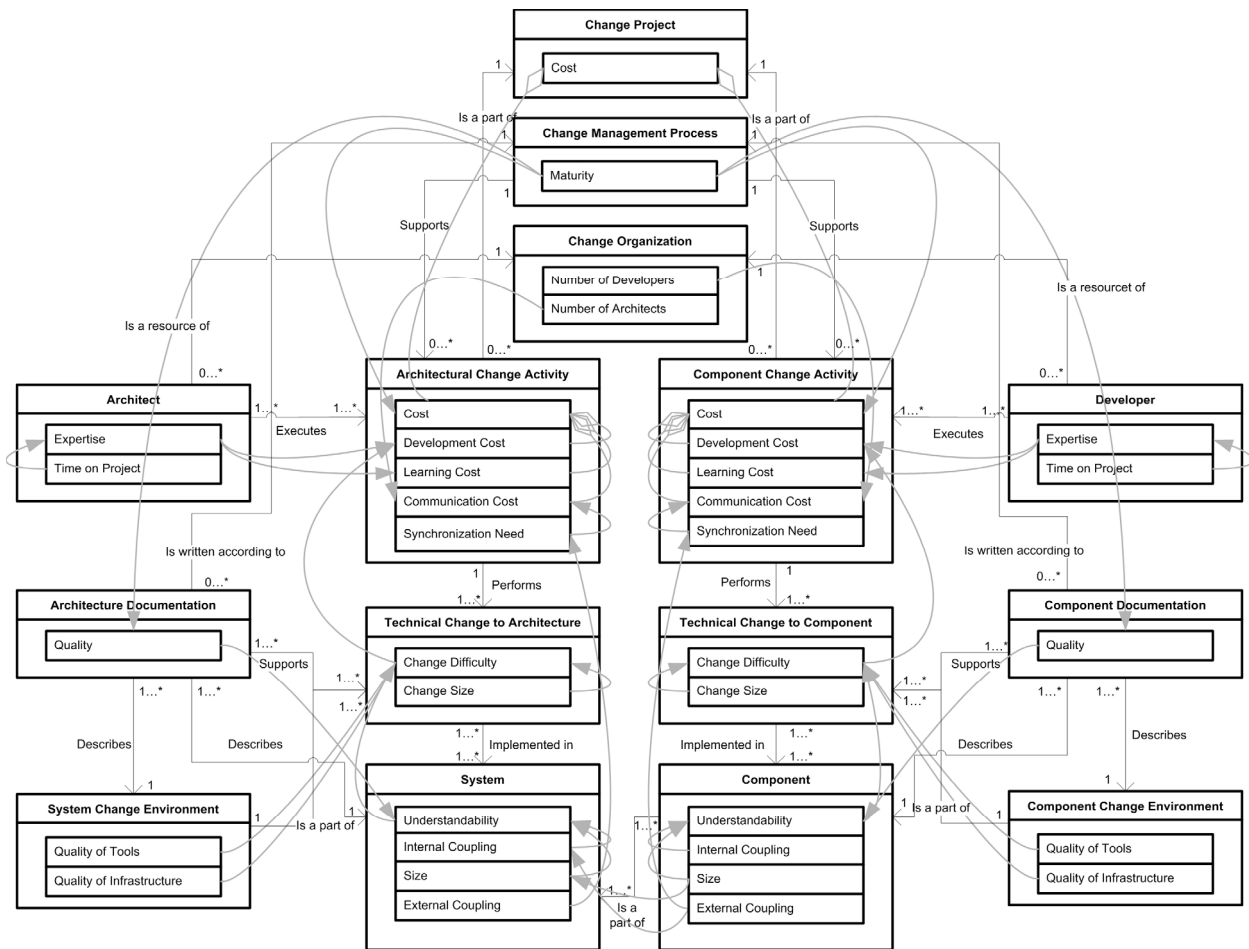 Change Project
Cost
1
1
Is a part of
Is a part of
Change Management Process
1
1
Maturity
1
1
Supports
Supports
Change Organization
1
1
Number of Developers
Number of Architects
Is a resource of
Is a resourcet of
0...*
0...*
0...*
0...*
0...*
0...*
Architect
Expertise
Time on Project
1...*
1...*
Executes
Architectural Change Activity
Cost
Development Cost
Learning Cost
Communication Cost
Synchronization Need
Component Change Activity
Cost
Development Cost
Learning Cost
Communication Cost
Synchronization Need
1...*
1...*
Executes
Developer
Expertise
Time on Project
Is written according to
Is written according to
0...*
0...*
1
Performs
1...*
1
Performs
1...*
Architecture Documentation
Quality
1...*
Supports
1...*
1...*
1...*
1...*
Technical Change to Architecture
Change Difficulty
Change Size
Technical Change to Component
Change Difficulty
Change Size
Component Documentation
Quality
1...*
Supports
1...*
1...*
1...*
1...*
Describes
Describes
1...*
Implemented in
1...*
1...*
Implemented in
1...*
Describes
Describes
1
1
1
1
System Change Environment
Quality of Tools
Quality of Infrastructure
1
Is a part of
System
Understandability
Internal Coupling
Size
External Coupling
1...*
1...*
Is a
part of
Component
Understandability
Internal Coupling
Size
External Coupling
Is a part of
1
Component Change Environment
Quality of Tools
Quality of Infrastructure